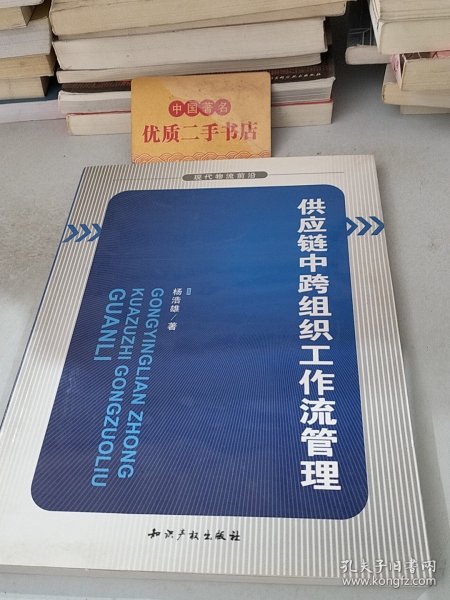 中国著名
优质二手书店
现代物流前沿
供应链中跨组织工作流管理
杨浩雄/著
GONGYINGLIAN ZHONG
KUAZUZHI GONGZUOLIU
GUANLI
知识产权出版社
孔夫子旧书网
www.kongfz.com